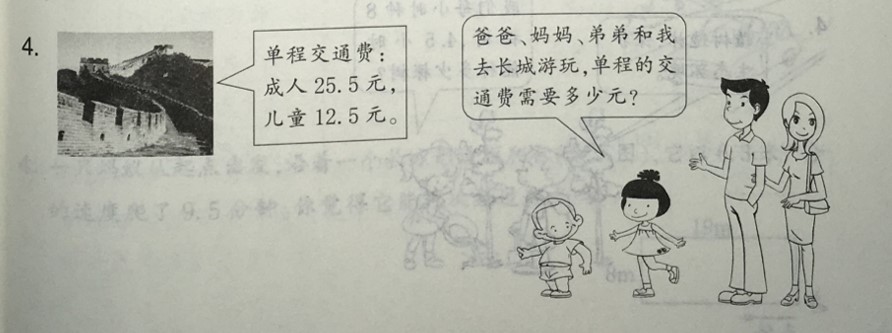 4.
单程交通费：
成人 25.5 元，
儿童 12.5 元。
爸爸、妈妈、弟弟和我
去长城游玩，单程的交
通费需要多少元？